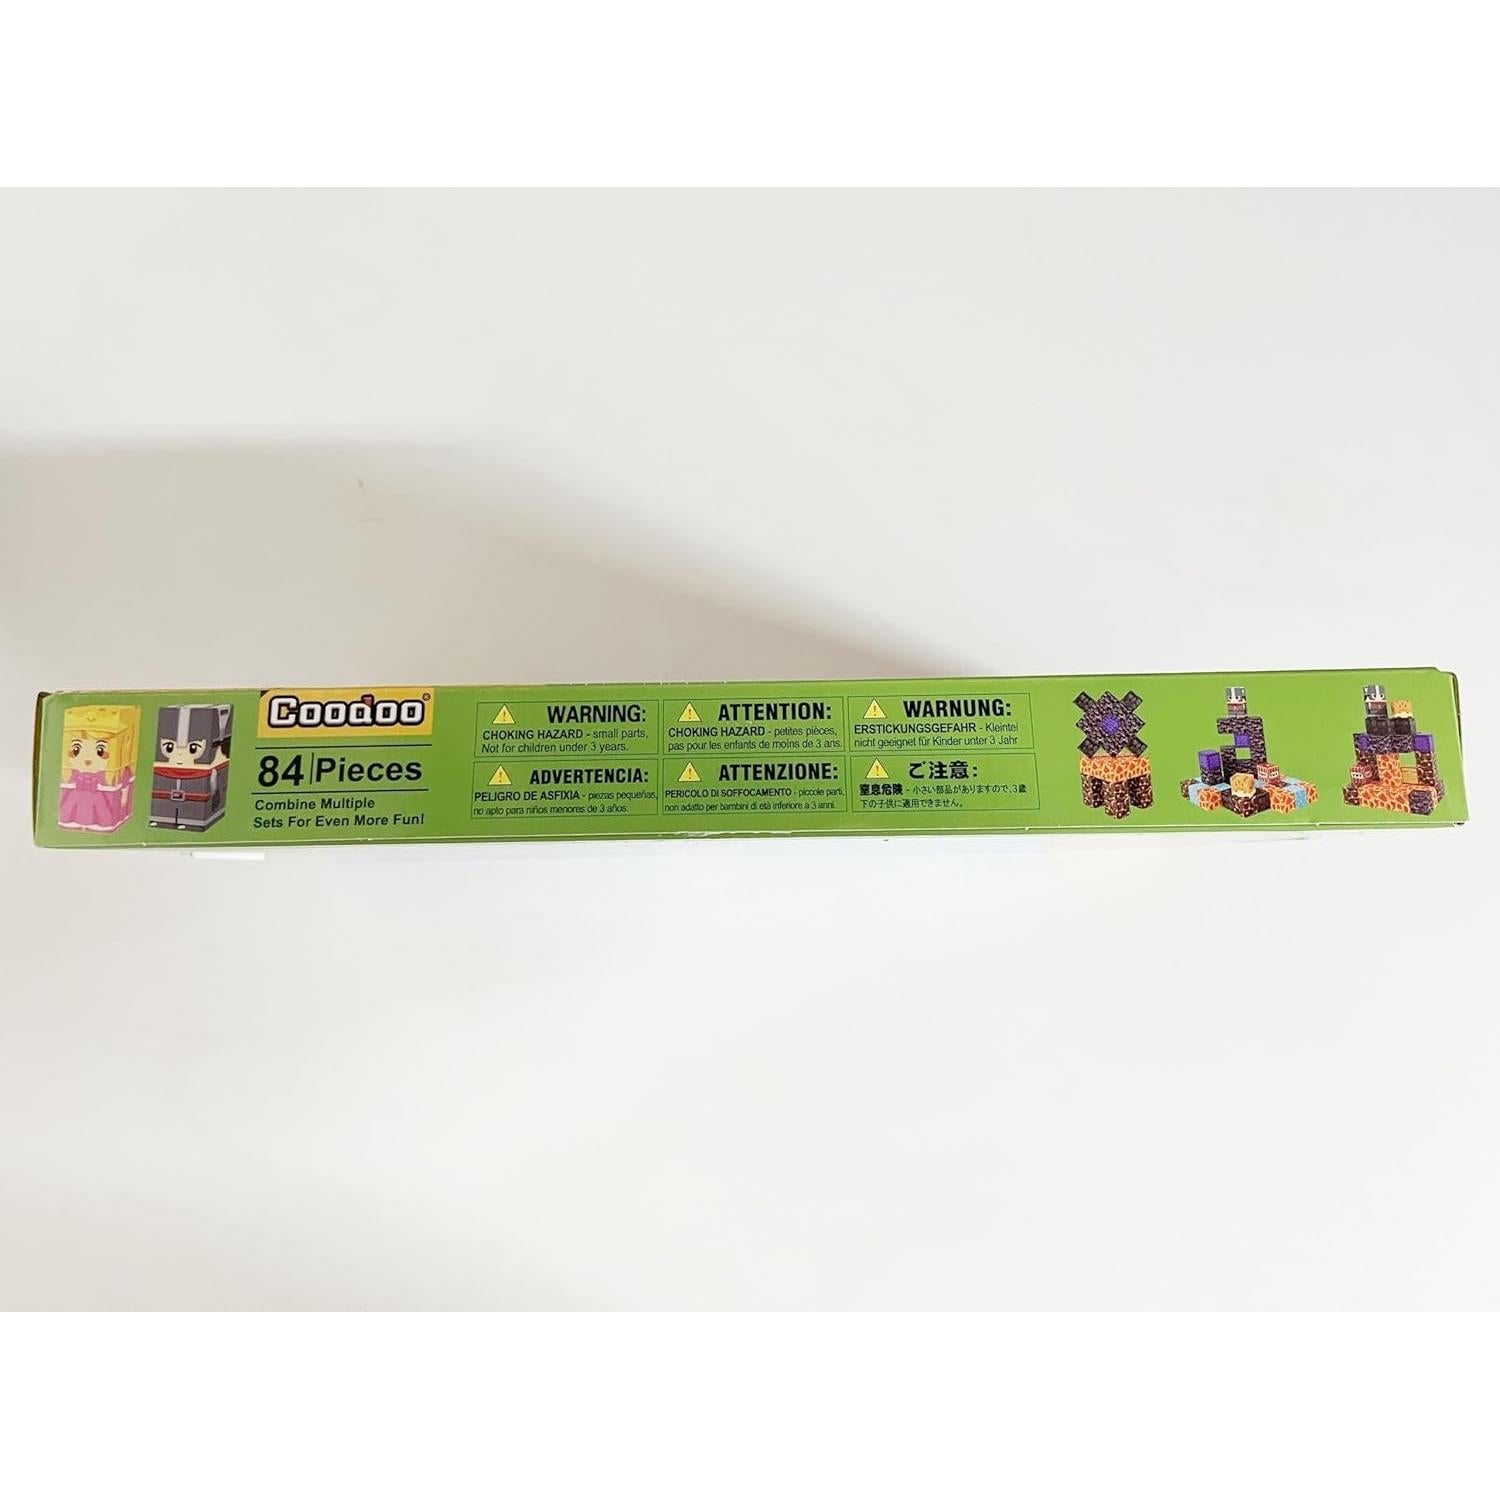 Coodoo®
84 | Pieces
Combine Multiple
Sets For Even More Fun!
WARNING:
CHOKING HAZARD - small parts,
Not for children under 3 years.
ATTENTION:
CHOKING HAZARD - petites pièces,
pas pour les enfants de moins de 3 ans.
WARNUNG:
ERSTICKUNGSGEFAHR - Kleintei
nicht geeignet für Kinder unter 3 Jahr
ADVERTENCIA:
PELIGRO DE ASFIXIA - piezas pequeñas,
no apto para niños menores de 3 años.
ATTENZIONE:
PERICOLO DI SOFFOCAMENTO - piccole parti,
non adatto per bambini di età inferiore a 3 anni.
ご注意:
窒息危険 - 小さい部品がありますので、3歳
下の子供に適用できません。